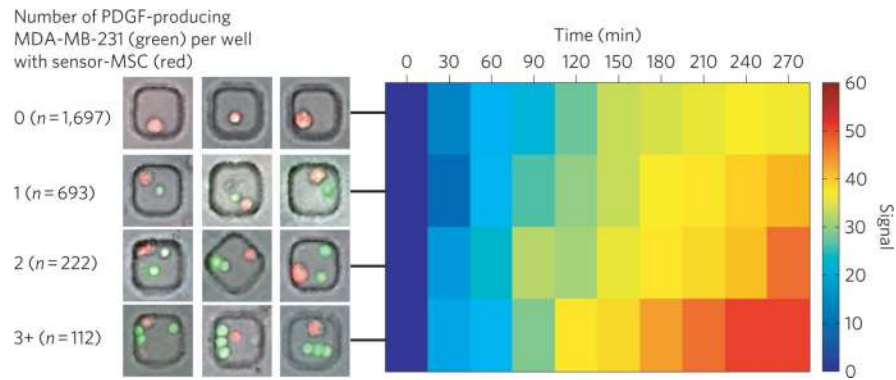 Number of PDGF-producing
MDA-MB-231 (green) per well
with sensor-MSC (red)
Time (min)
0 30 60 90 120 150 180 210 240 270
0 (n = 1,697)
1 (n = 693)
2 (n = 222)
3+ (n = 112)
60
50
40
30
20
10
0
Signal